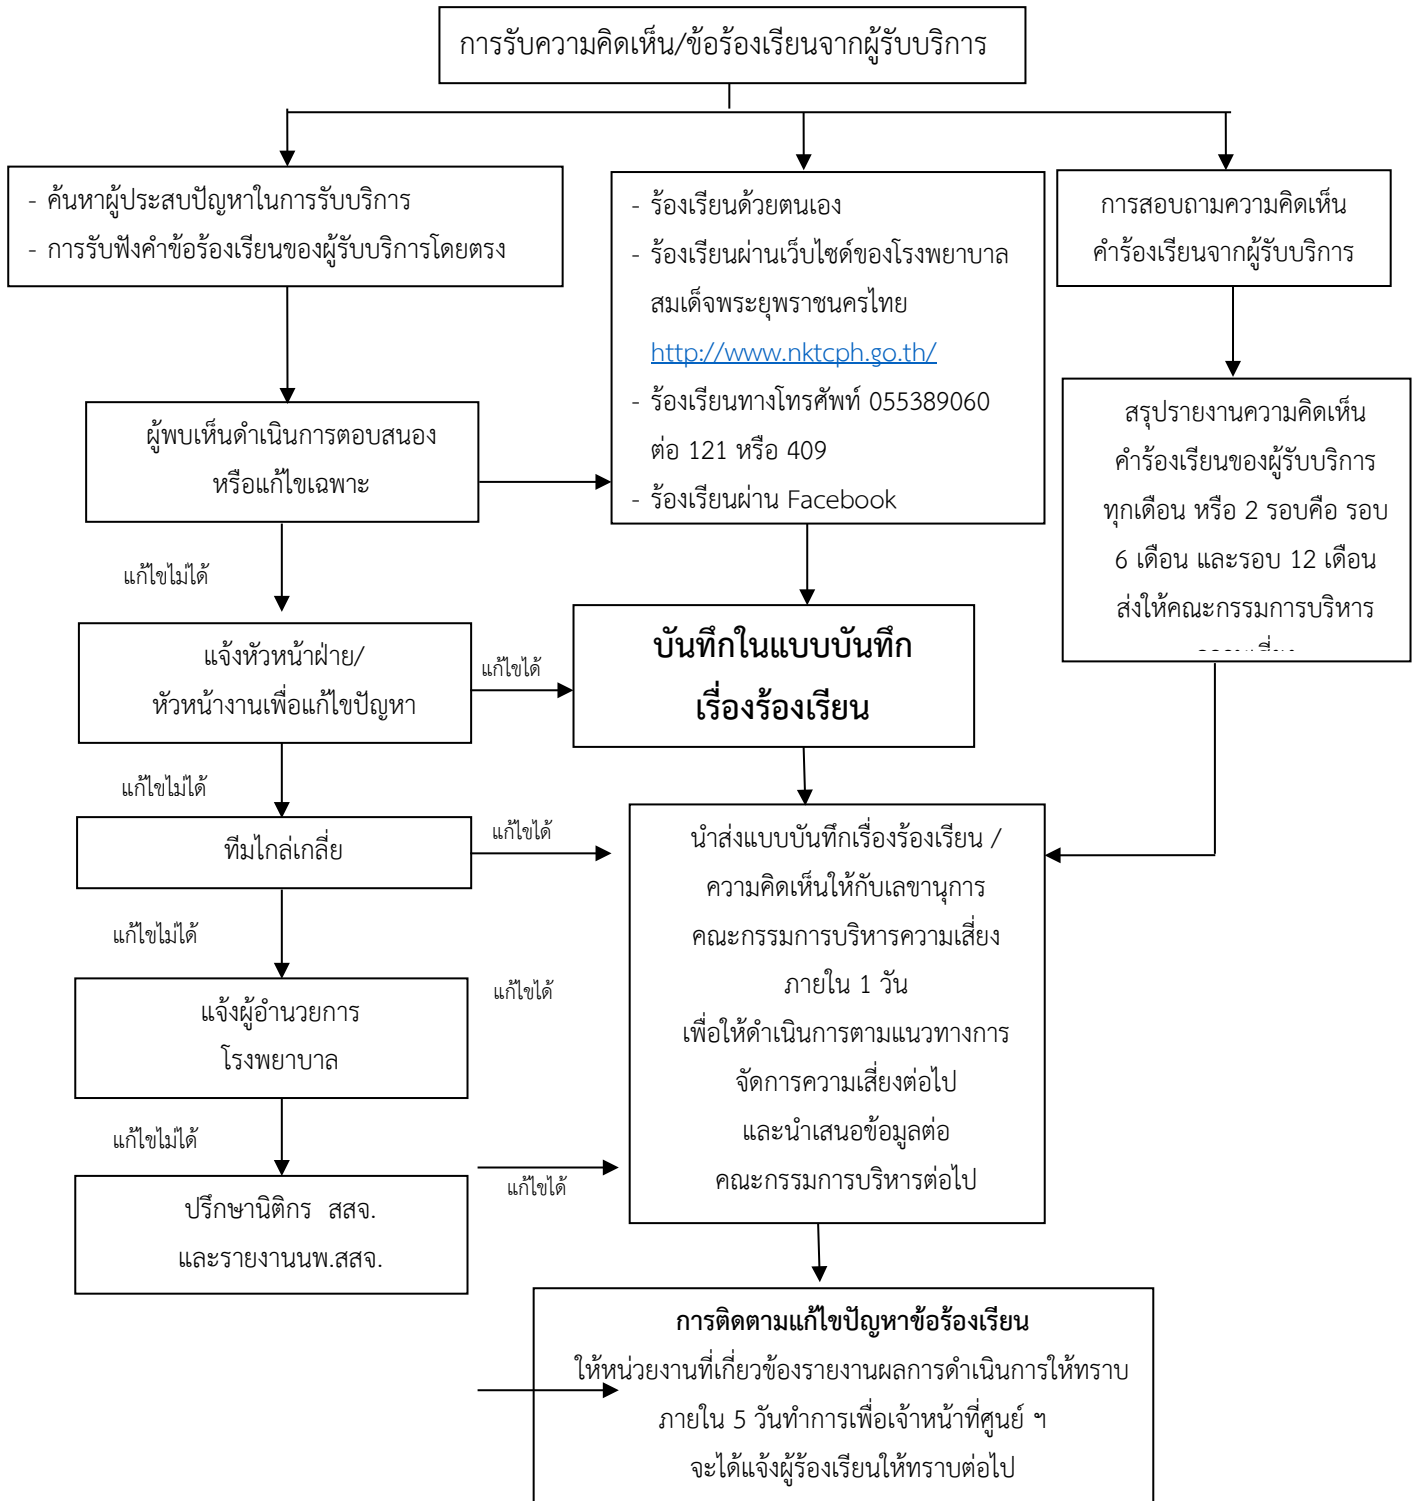 การรับความคิดเห็น/ข้อร้องเรียนจากผู้รับบริการ
- ค้นหาผู้ประสบปัญหาในการรับบริการ
- การรับฟังคำข้อร้องเรียนของผู้รับบริการโดยตรง
- ร้องเรียนด้วยตนเอง
- ร้องเรียนผ่านเว็บไซด์ของโรงพยาบาล
สมเด็จพระยุพราชนครไทย
http://www.nktcph.go.th/
- ร้องเรียนทางโทรศัพท์ 055389060
ต่อ 121 หรือ 409
- ร้องเรียนผ่าน Facebook
การสอบถามความคิดเห็น
คำร้องเรียนจากผู้รับบริการ
ผู้พบเห็นดำเนินการตอบสนอง
หรือแก้ไขเฉพาะ
สรุปรายงานความคิดเห็น
คำร้องเรียนของผู้รับบริการ
ทุกเดือน หรือ 2 รอบคือ รอบ
6 เดือน และรอบ 12 เดือน
ส่งให้คณะกรรมการบริหาร
แก้ไขไม่ได้
แจ้งหัวหน้าฝ่าย/
หัวหน้างานเพื่อแก้ไขปัญหา
แก้ไขได้
บันทึกในแบบบันทึก
เรื่องร้องเรียน
แก้ไขไม่ได้
ทีมไกล่เกลี่ย
แก้ไขได้
นำส่งแบบบันทึกเรื่องร้องเรียน /
ความคิดเห็นให้กับเลขานุการ
คณะกรรมการบริหารความเสี่ยง
ภายใน 1 วัน
เพื่อให้ดำเนินการตามแนวทางการ
จัดการความเสี่ยงต่อไป
และนำเสนอข้อมูลต่อ
คณะกรรมการบริหารต่อไป
แก้ไขไม่ได้
แจ้งผู้อำนวยการ
โรงพยาบาล
แก้ไขได้
แก้ไขไม่ได้
ปรึกษานิติกร สสจ.
และรายงานนพ.สสจ.
แก้ไขได้
การติดตามแก้ไขปัญหาข้อร้องเรียน
ให้หน่วยงานที่เกี่ยวข้องรายงานผลการดำเนินการให้ทราบ
ภายใน 5 วันทำการเพื่อเจ้าหน้าที่ศูนย์ ฯ
จะได้แจ้งผู้ร้องเรียนให้ทราบต่อไป